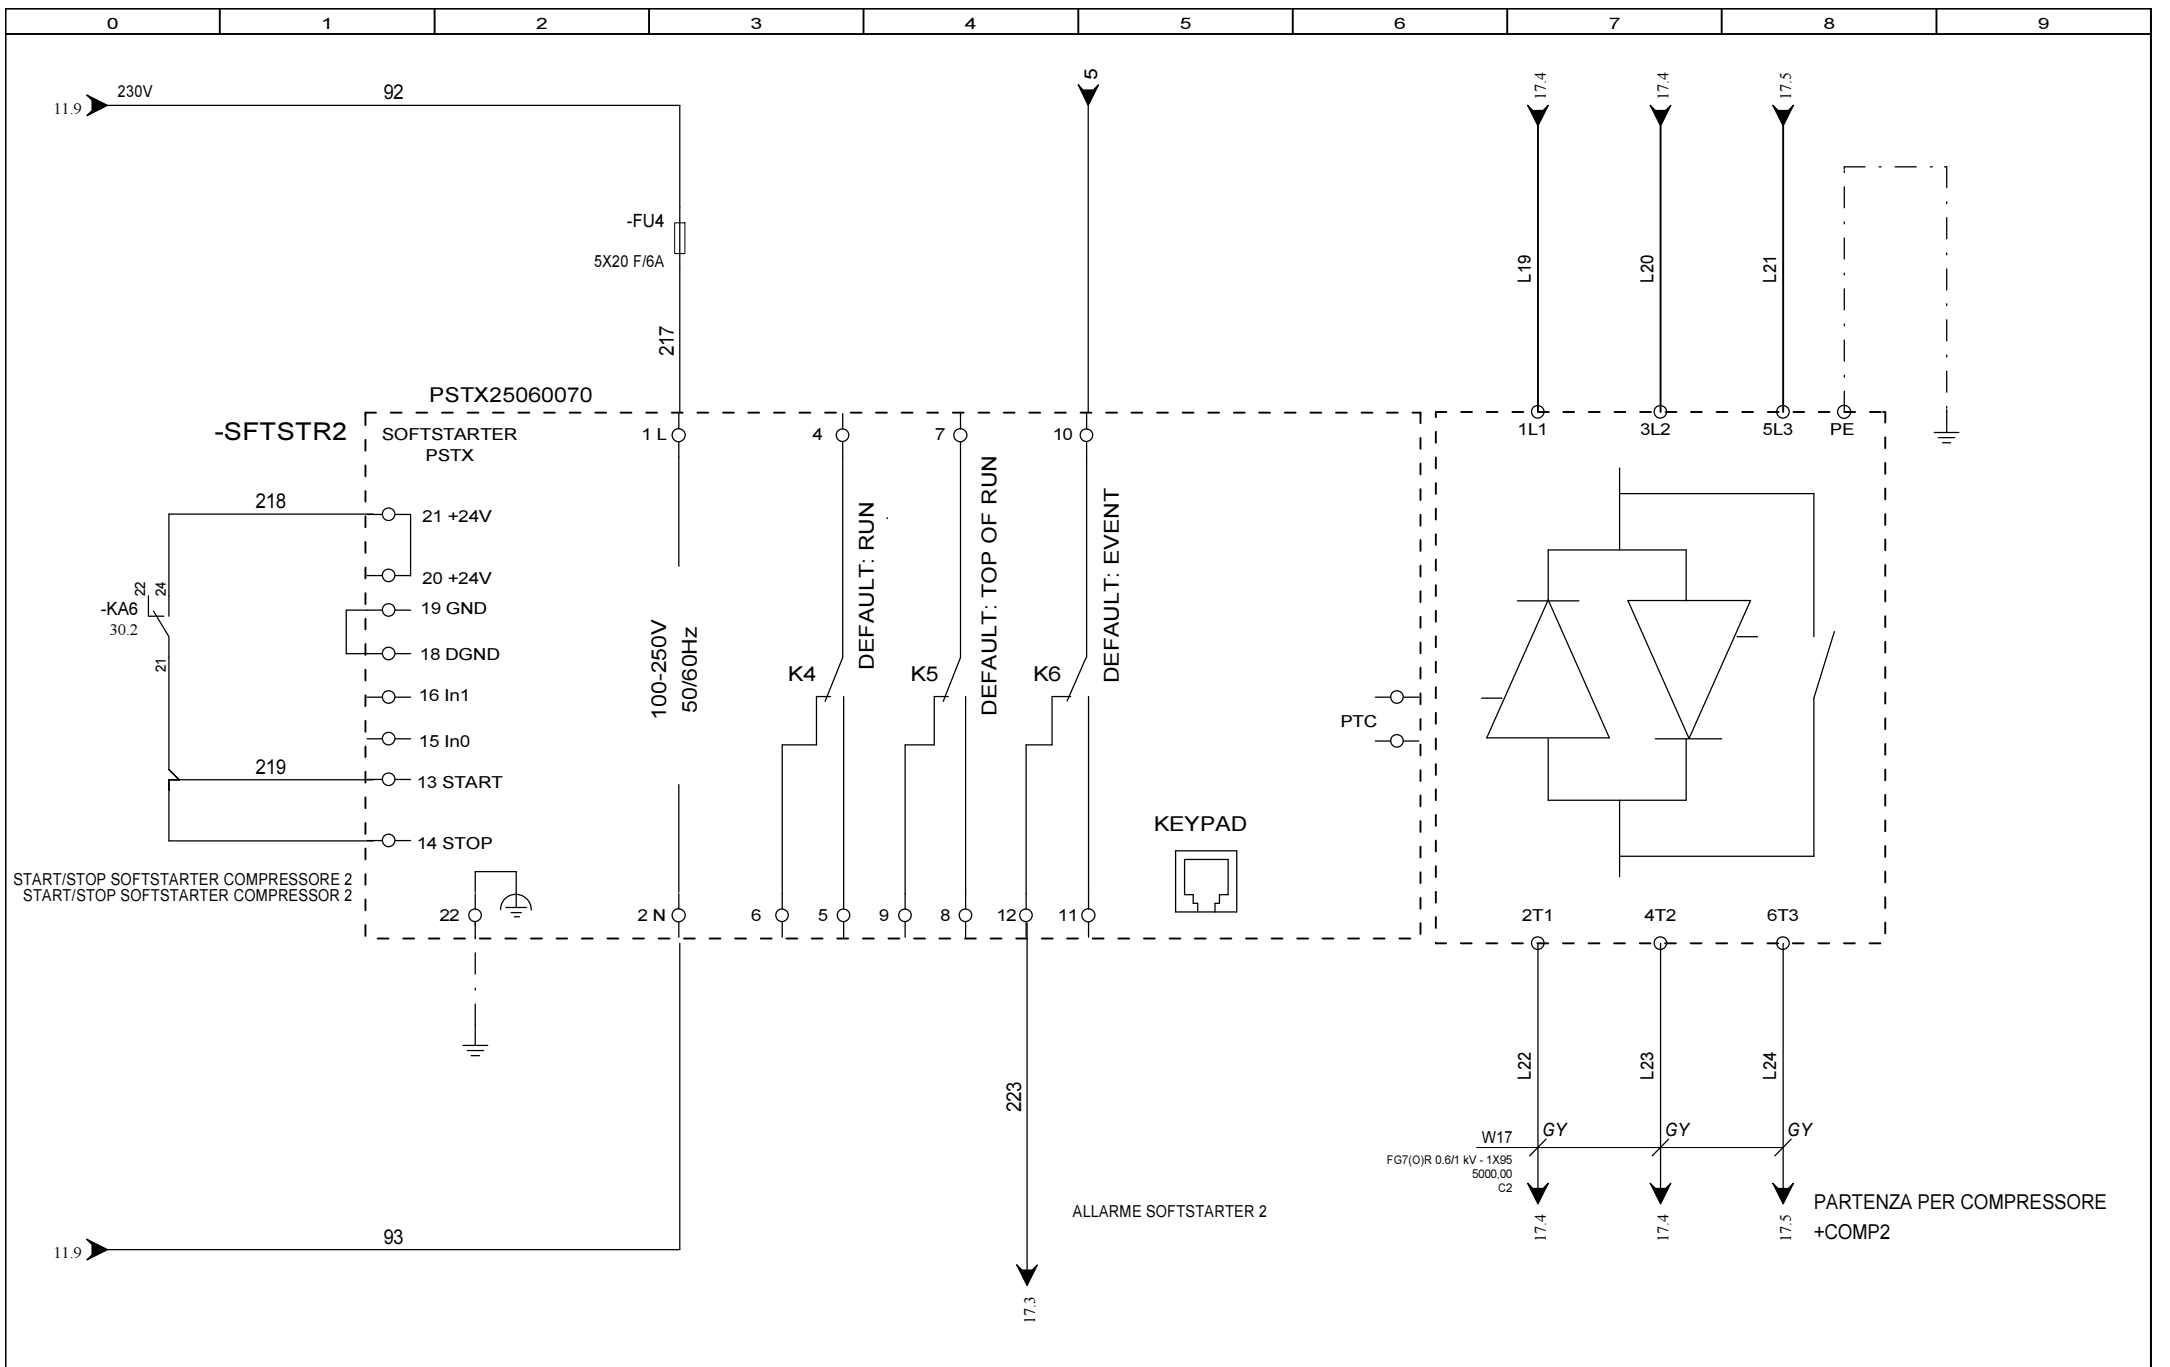 0 1 2 3 4 5 6 7 8 9
11.9 230V 92
5
17.4 17.4 17.5
-FU4
5X20 F/6A
217
L19 L20 L21
PSTX25060070
-SFTSTR2
SOFTSTARTER
PSTX
1 L 4 7 10
1L1 3L2 5L3 PE
218
21 +24V
20 +24V
22 24
-KA6
30.2
21
19 GND
18 DGND
16 In1
15 In0
219
13 START
14 STOP
100-250V
50/60Hz
K4
DEFAULT: RUN
K5
DEFAULT: TOP OF RUN
K6
DEFAULT: EVENT
PTC
KEYPAD
START/STOP SOFTSTARTER COMPRESSORE 2
START/STOP SOFTSTARTER COMPRESSOR 2
22 2 N 6 5 9 8 12 11
2T1 4T2 6T3
223
L22 L23 L24
W17 GY GY GY
FG7(O)R 0.6/1 kV - 1X95
5000,00
C2
17.4 17.4 17.5
PARTENZA PER COMPRESSORE
+COMP2
ALLARME SOFTSTARTER 2
11.9 93
17.3